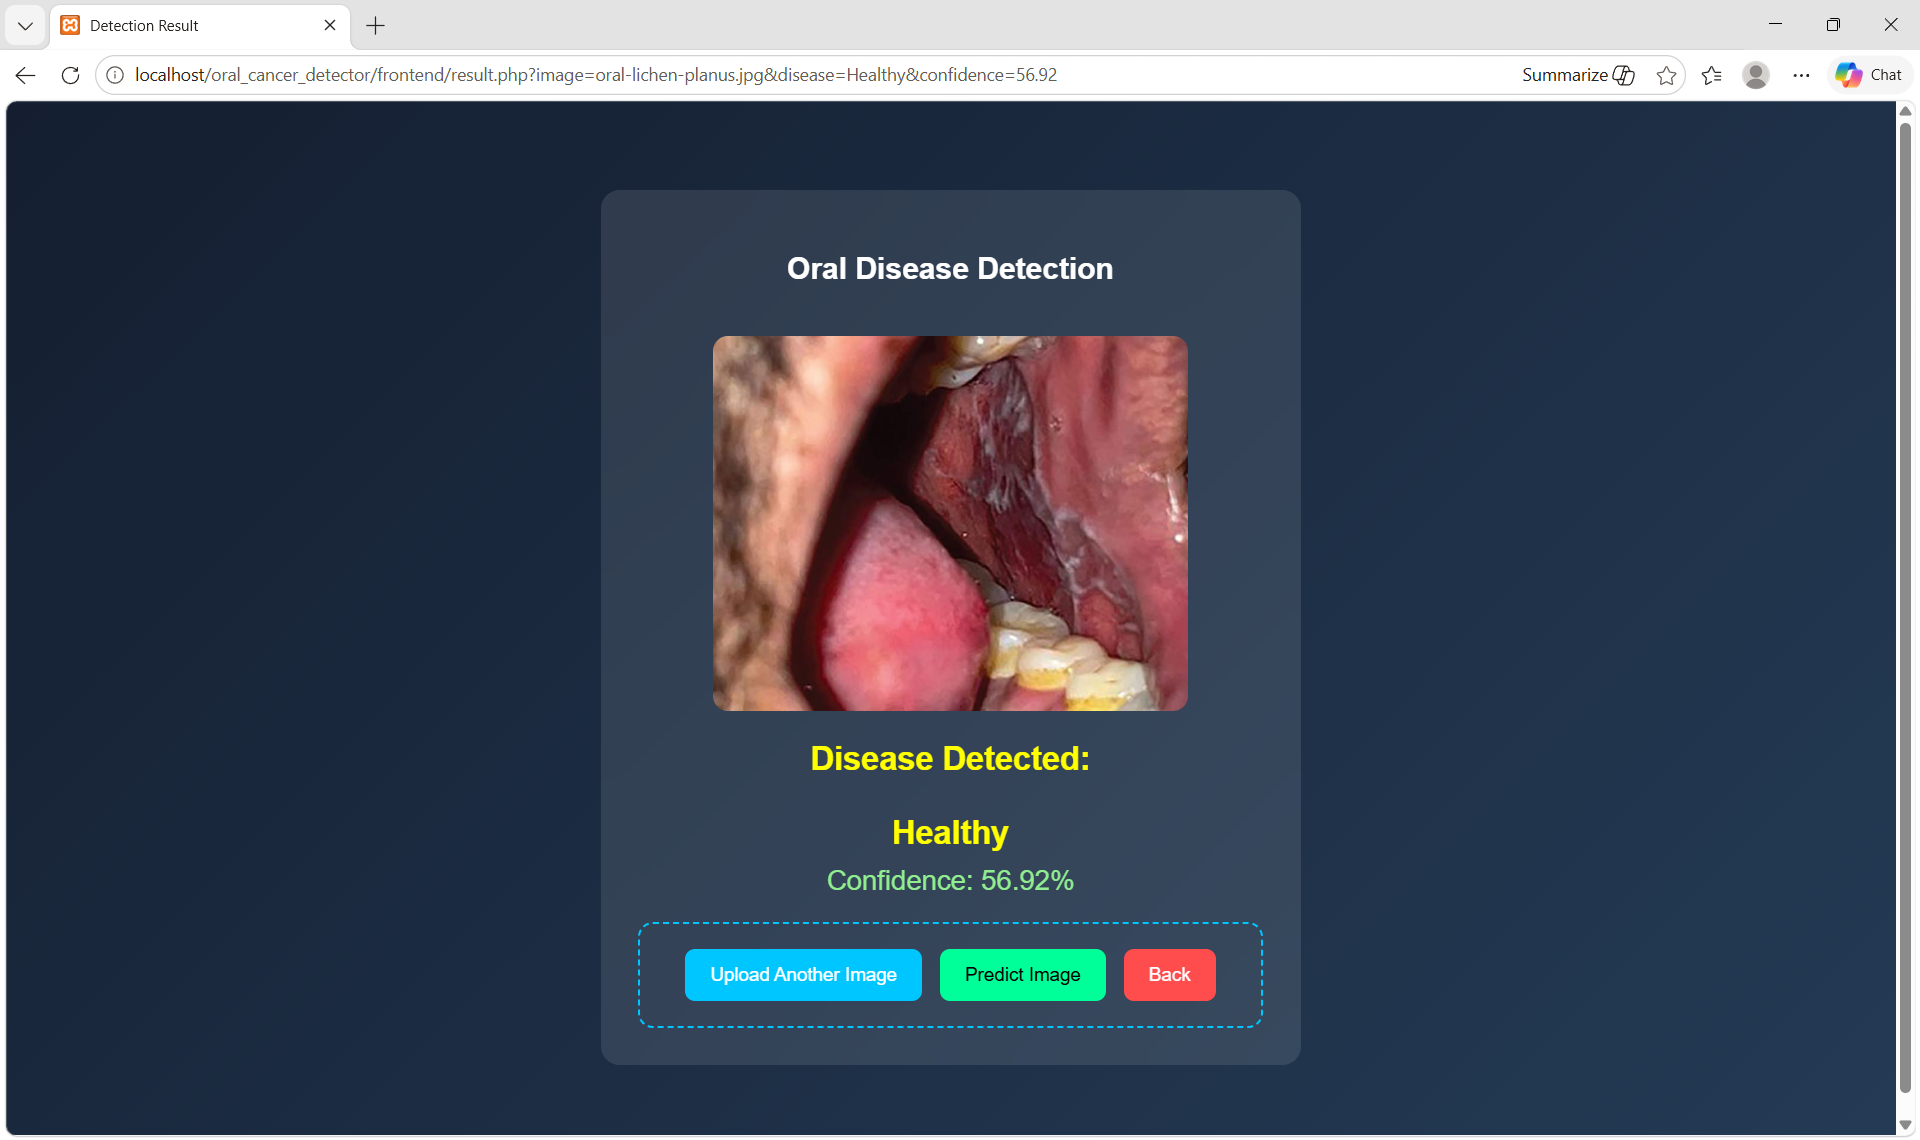 Detection Result
localhost/oral_cancer_detector/frontend/result.php?image=oral-lichen-planus.jpg&disease=Healthy&confidence=56.92
Summarize
Chat
Oral Disease Detection
Disease Detected:
Healthy
Confidence: 56.92%
Upload Another Image
Predict Image
Back